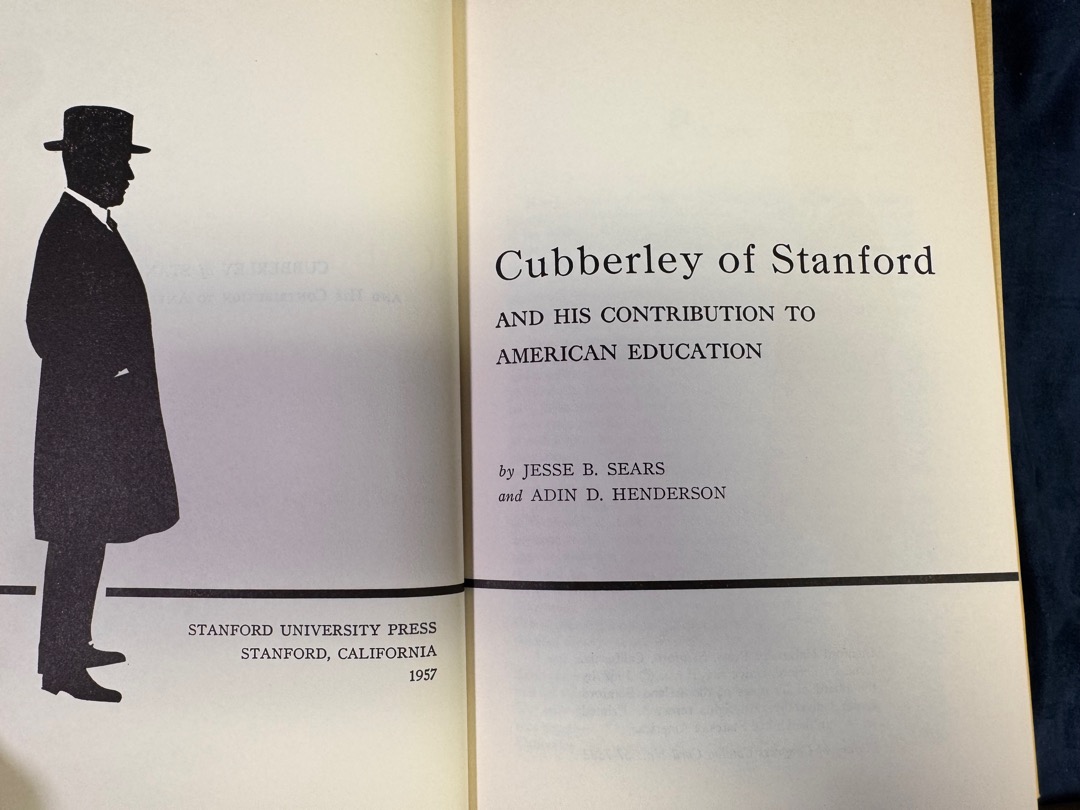 STANFORD UNIVERSITY PRESS
STANFORD, CALIFORNIA
1957
Cubberley of Stanford
AND HIS CONTRIBUTION TO
AMERICAN EDUCATION
by JESSE B. SEARS
and ADIN D. HENDERSON